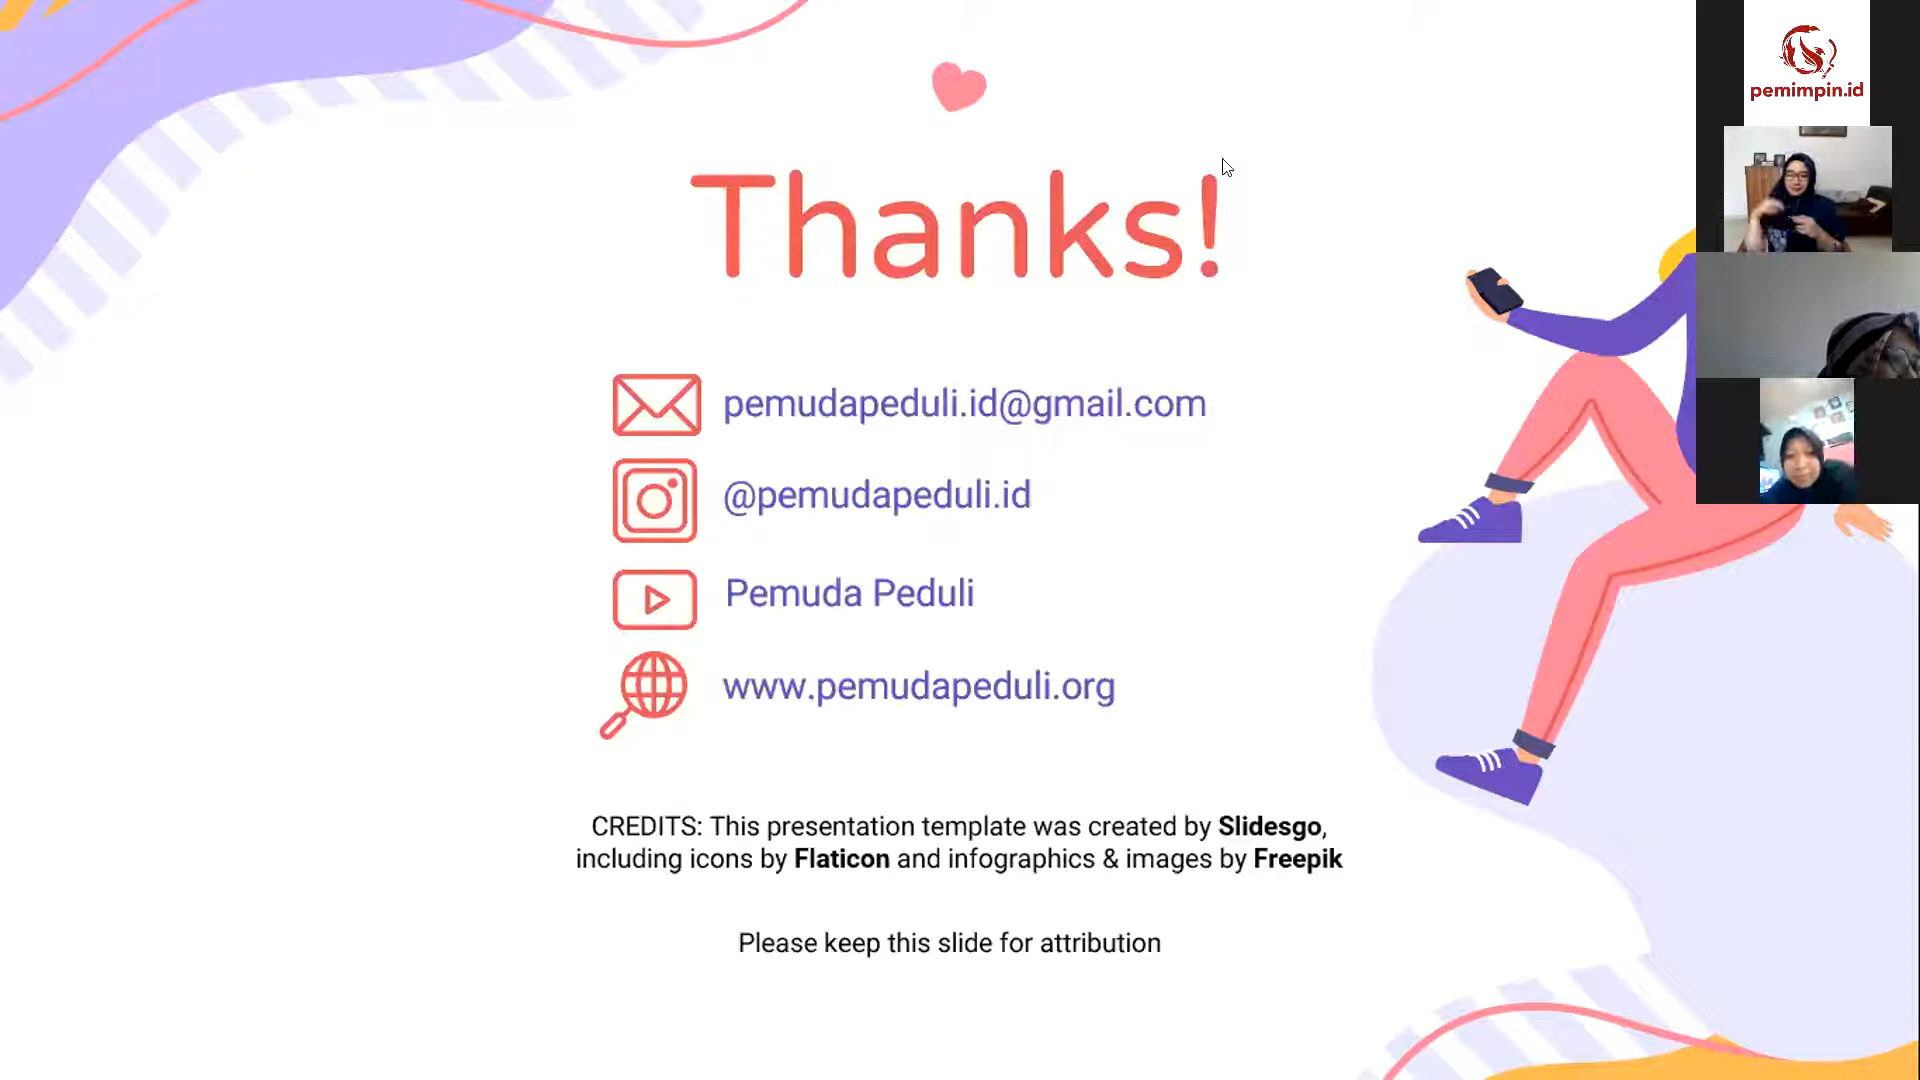 pemimpin.id
Thanks!
pemudapeduli.id@gmail.com
@pemudapeduli.id
Pemuda Peduli
www.pemudapeduli.org
CREDITS: This presentation template was created by Slidesgo,
including icons by Flaticon and infographics & images by Freepik
Please keep this slide for attribution